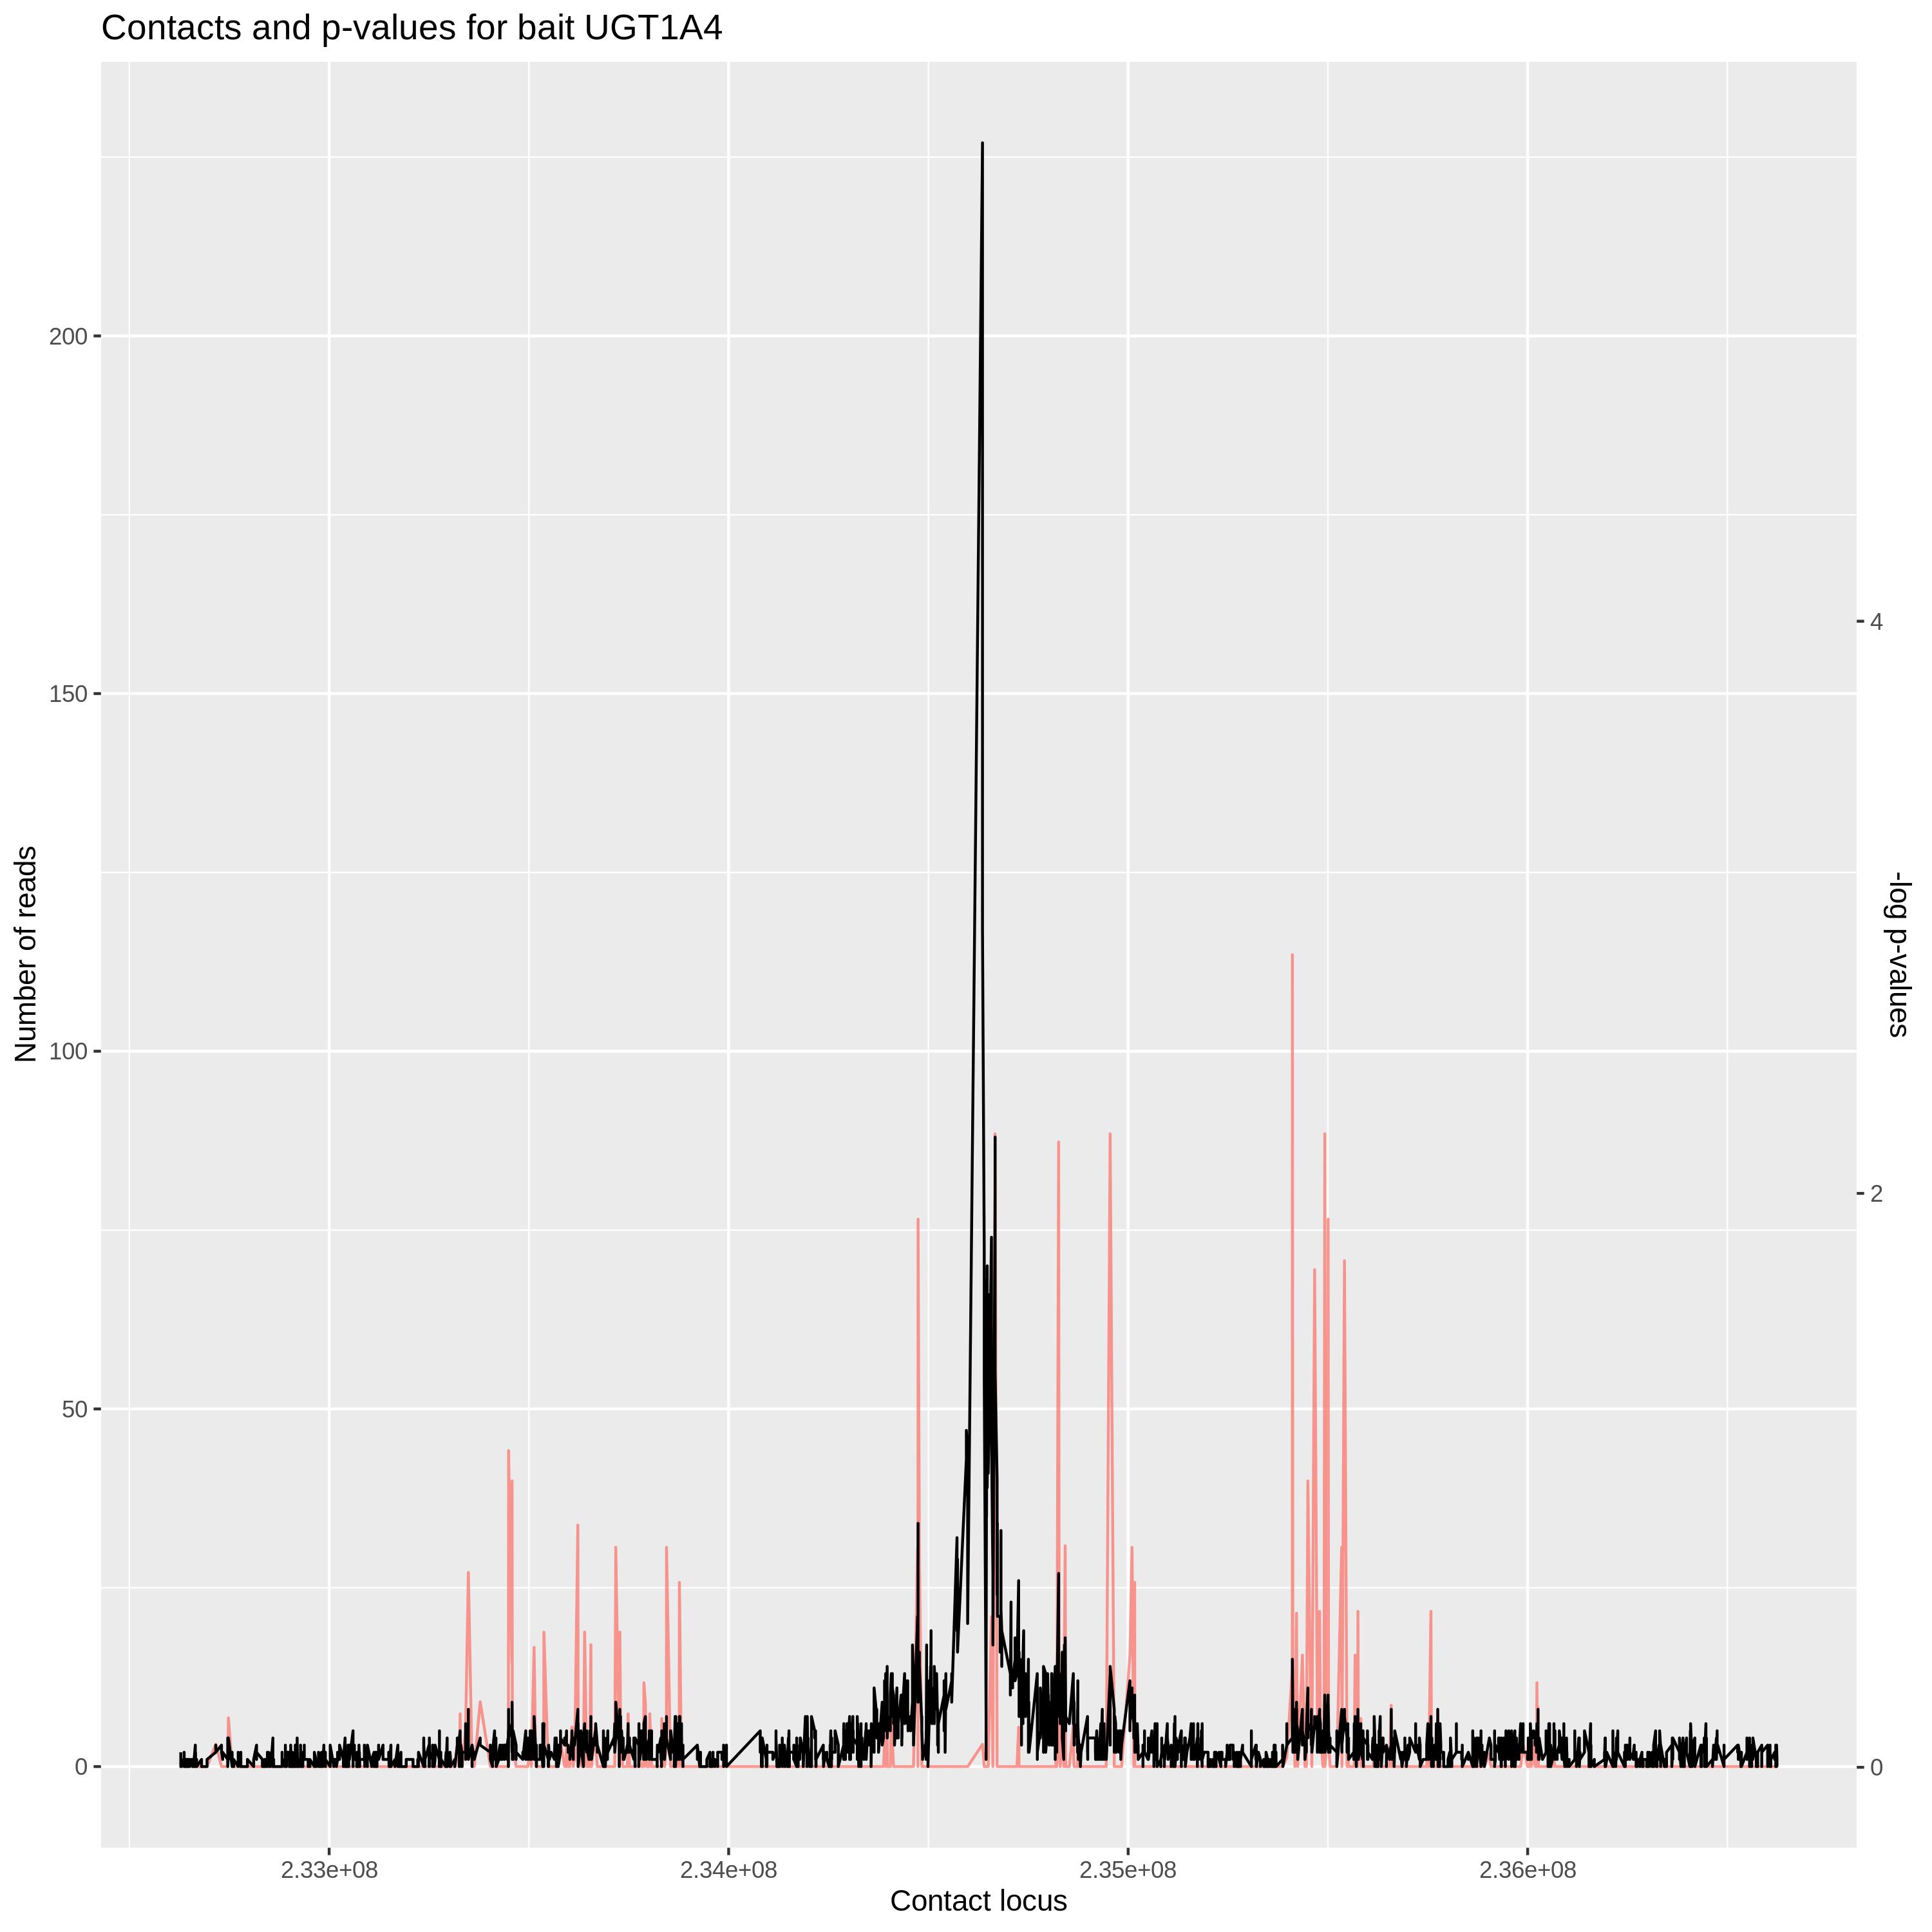 Contacts and p-values for bait UGT1A4
Number of reads
200
150
100
50
0
4
2
0
-log p-values
2.33e+08
2.34e+08
2.35e+08
2.36e+08
Contact locus